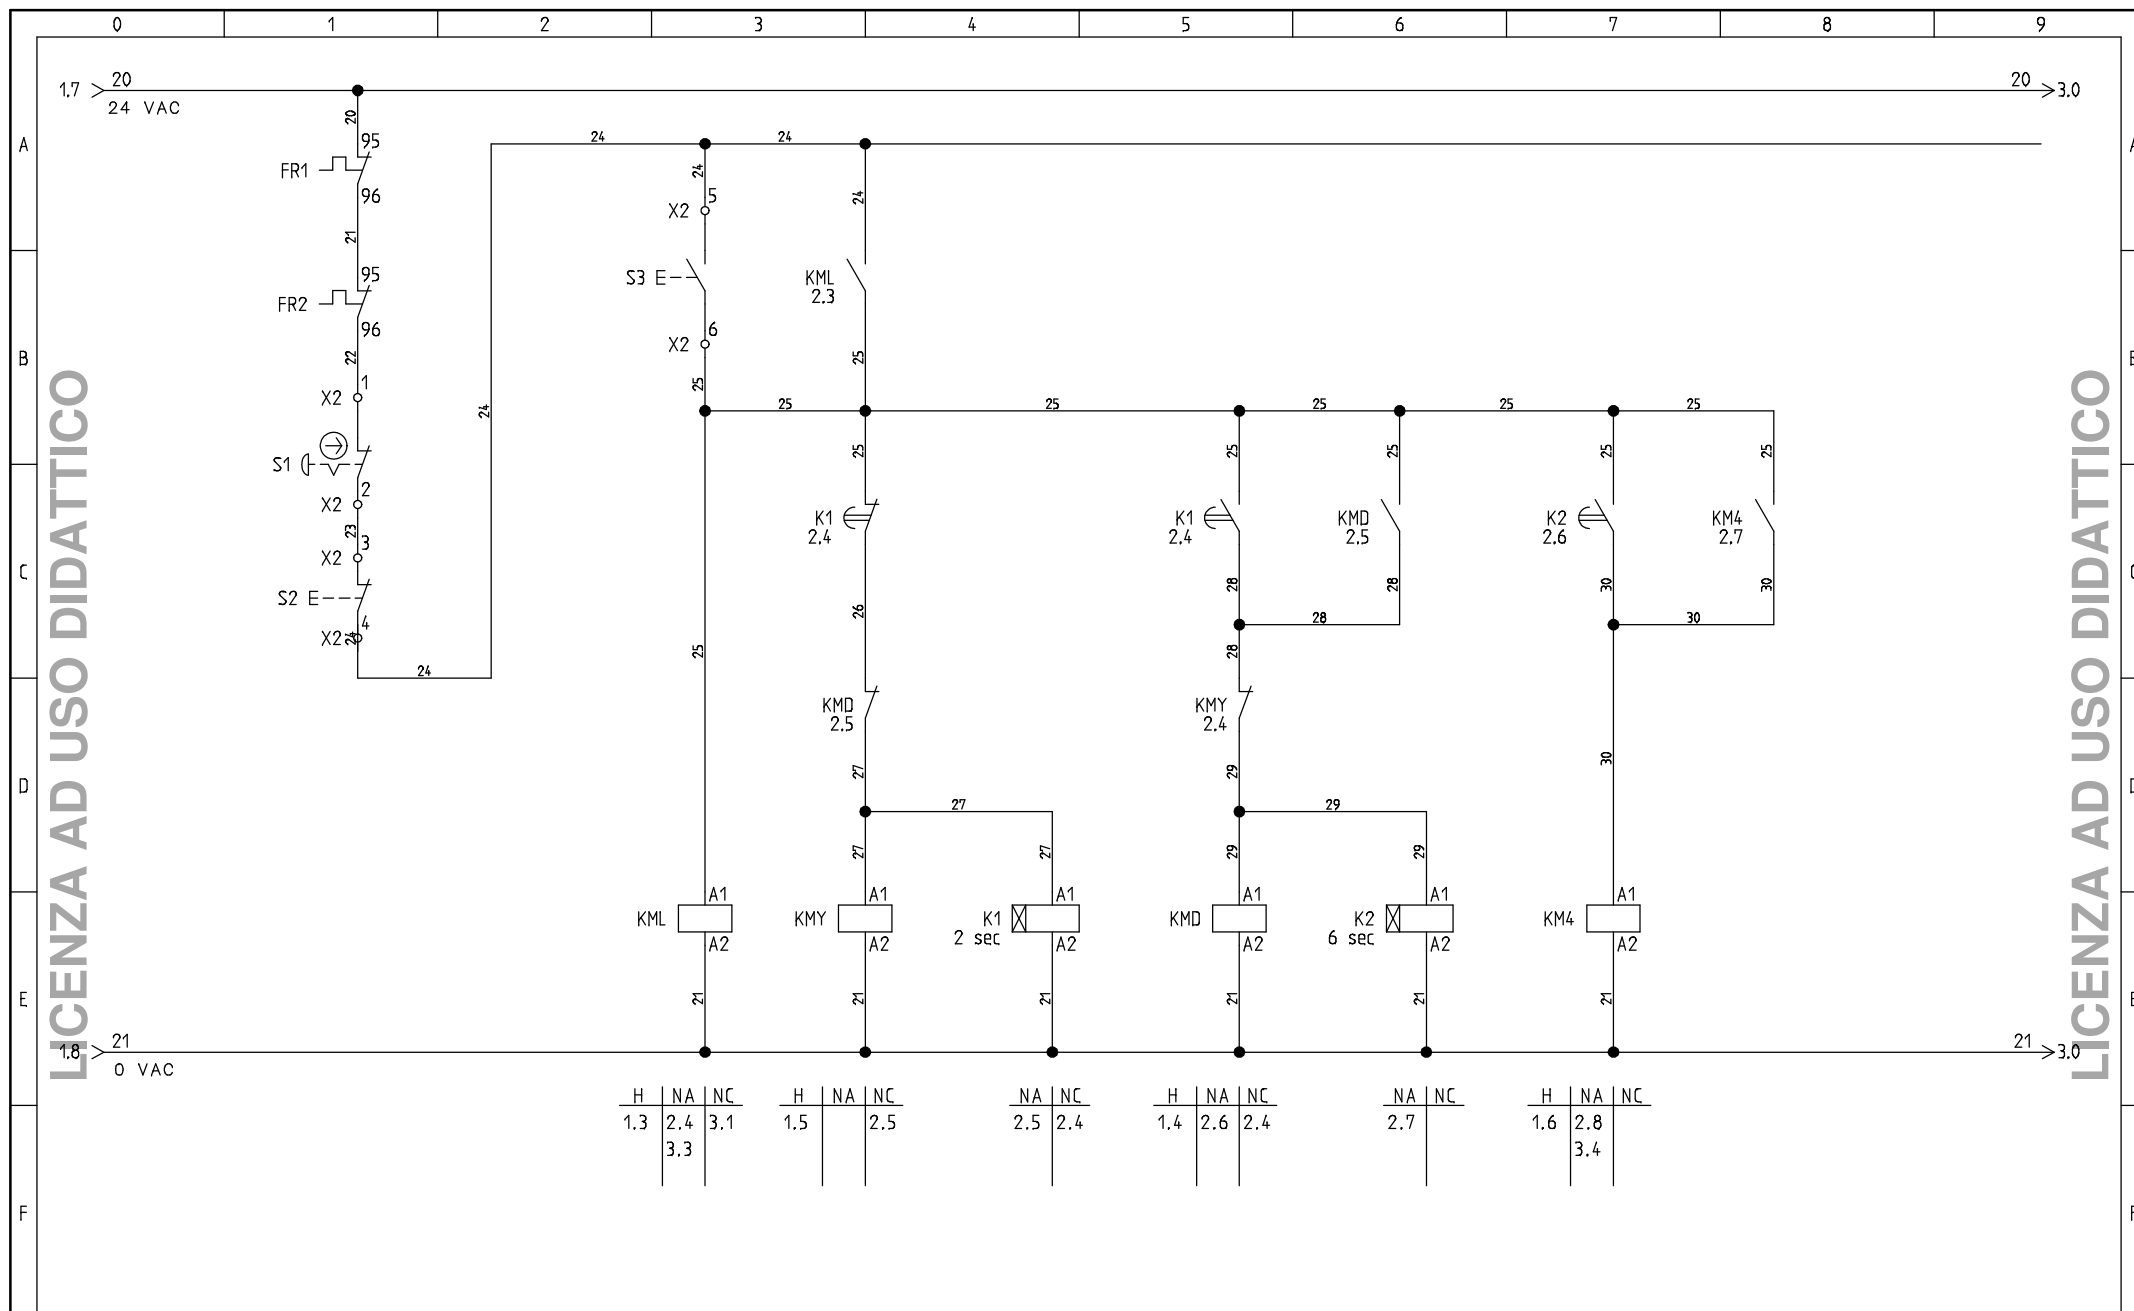 0 1 2 3 4 5 6 7 8 9
1.7 20 20 3.0
24 VAC
A
20
24 24
95
FR1
96
24 24
5
X2
21
95
FR2
96
S3 KML
2.3
6
X2
B
22
25 25
1
X2
24
25 25 25 25 25
25 25 25 25 25
S1
2
X2
23
3
X2
K1 K1 KMD K2 KM4
2.4 2.4 2.5 2.6 2.7
C
S2
26 28 28 30 30
4
X2 24
28 30
24
25 28
KMD KMY
2.5 2.4
D
27 29 30
27 29
27 27 29 29
A1 A1 A1 A1 A1 A1
KML KMY K1 KMD K2 KM4
2 sec 6 sec
A2 A2 A2 A2 A2 A2
E
21 21 21 21 21 21
1.8 21 21 3.0
0 VAC
H NA NC H NA NC NA NC H NA NC NA NC H NA NC
1.3 2.4 3.1 1.5 2.5 2.5 2.4 1.4 2.6 2.4 2.7 1.6 2.8
3.3 3.4
F
LICENZA AD USO DIDATTICO
LICENZA AD USO DIDATTICO